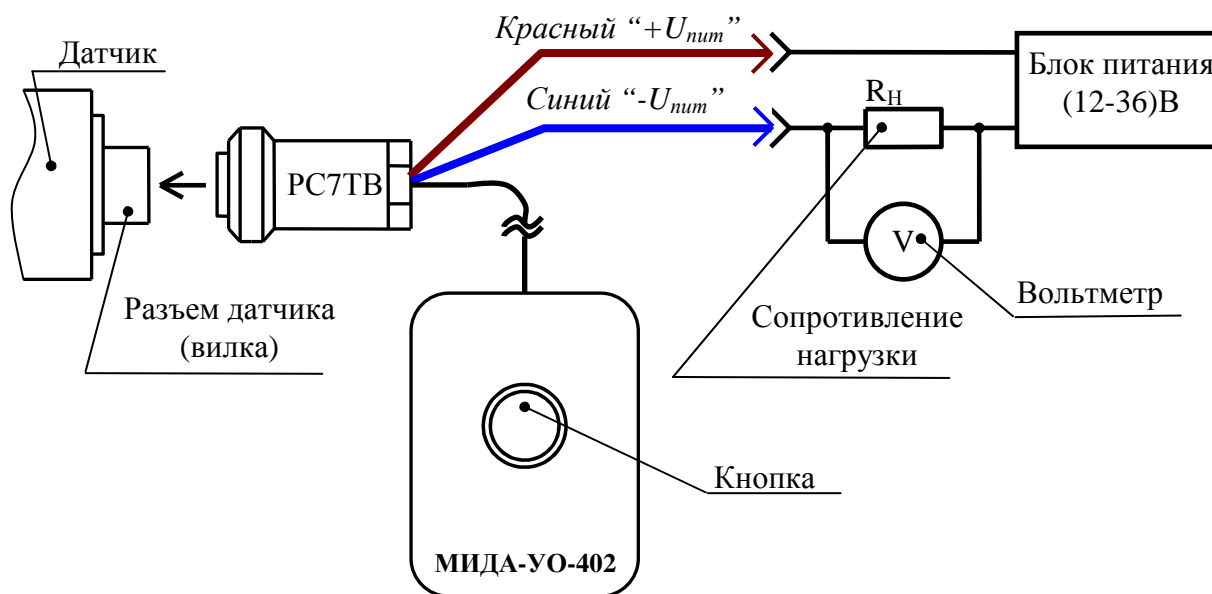 Красный “+Uпит”
Датчик
Блок питания
(12-36)В
Синий “-Uпит”
RН
РС7ТВ
V
Разъем датчика
(вилка)
Вольтметр
Сопротивление
нагрузки
Кнопка
МИДА-УО-402